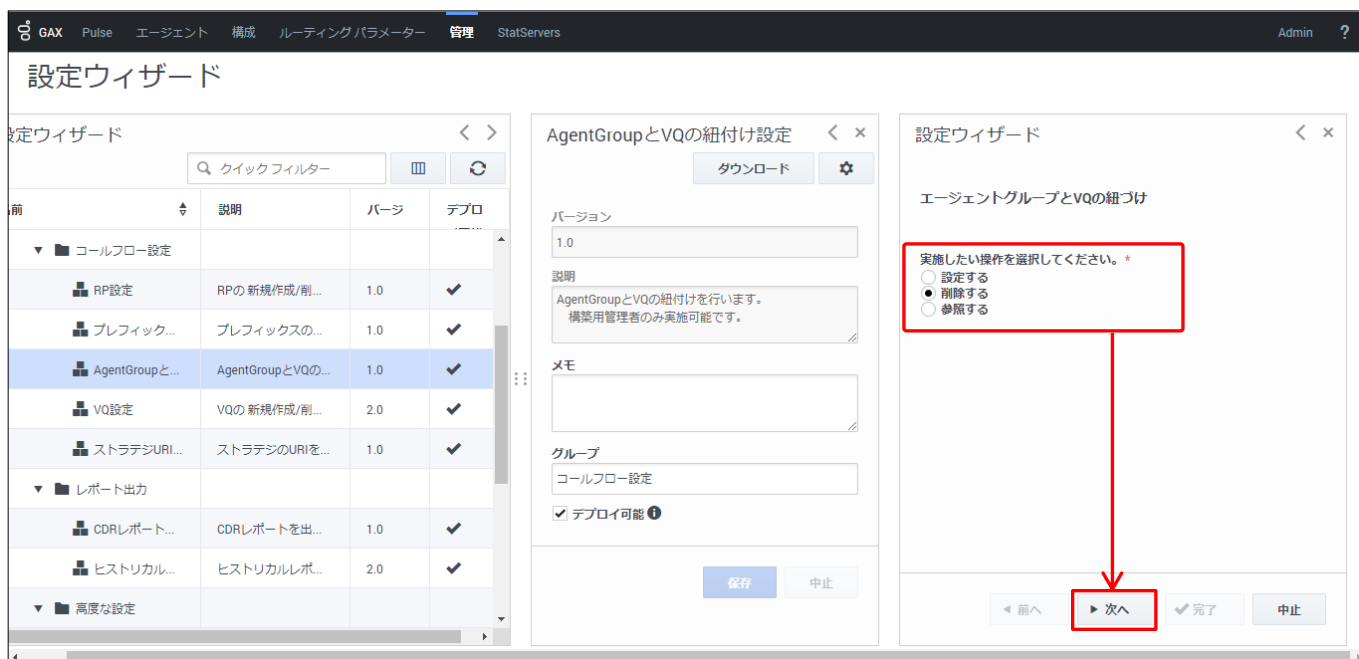 GAX Pulse エージェント 構成 ルーティング パラメーター 管理 StatServers Admin ?
設定ウィザード
設定ウィザード
クイック フィルター
名前 説明 バージ デプロ
コールフロー設定
RP設定 RPの 新規作成/削... 1.0
プレフィック... プレフィックスの... 1.0
AgentGroupと... AgentGroupとVQの... 1.0
VQ設定 VQの 新規作成/削... 2.0
ストラテジURI... ストラテジのURIを... 1.0
レポート出力
CDRレポート... CDRレポートを出... 1.0
ヒストリカル... ヒストリカルレポ... 2.0
高度な設定
AgentGroupとVQの紐付け設定
ダウンロード
バージョン
1.0
説明
AgentGroupとVQの紐付けを行います。
構築用管理者のみ実施可能です。
メモ
グループ
コールフロー設定
デプロイ可能
保存 中止
設定ウィザード
エージェントグループとVQの紐づけ
実施したい操作を選択してください。*
設定する
削除する
参照する
前へ 次へ 完了 中止